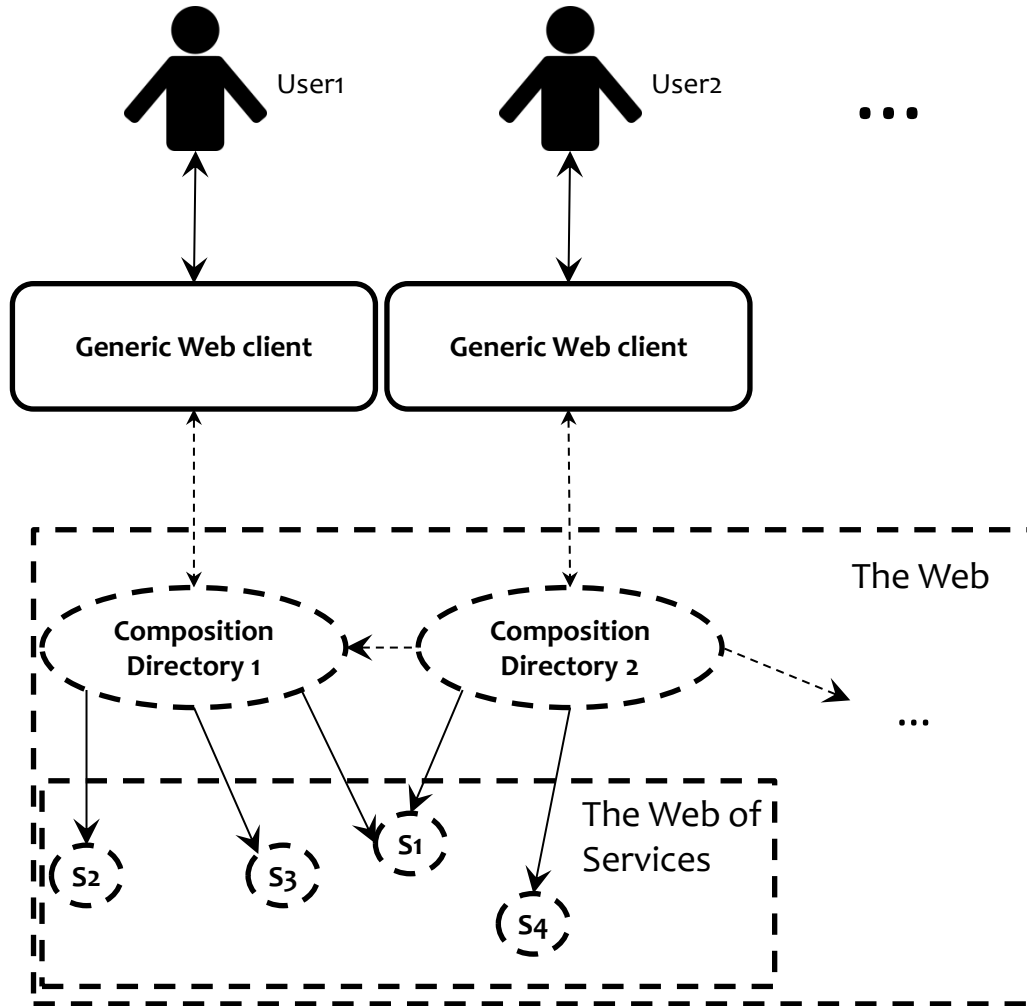 User1
User2
...
Generic Web client
Generic Web client
The Web
Composition
Directory 1
Composition
Directory 2
...
The Web of
Services
S1
S2
S3
S4